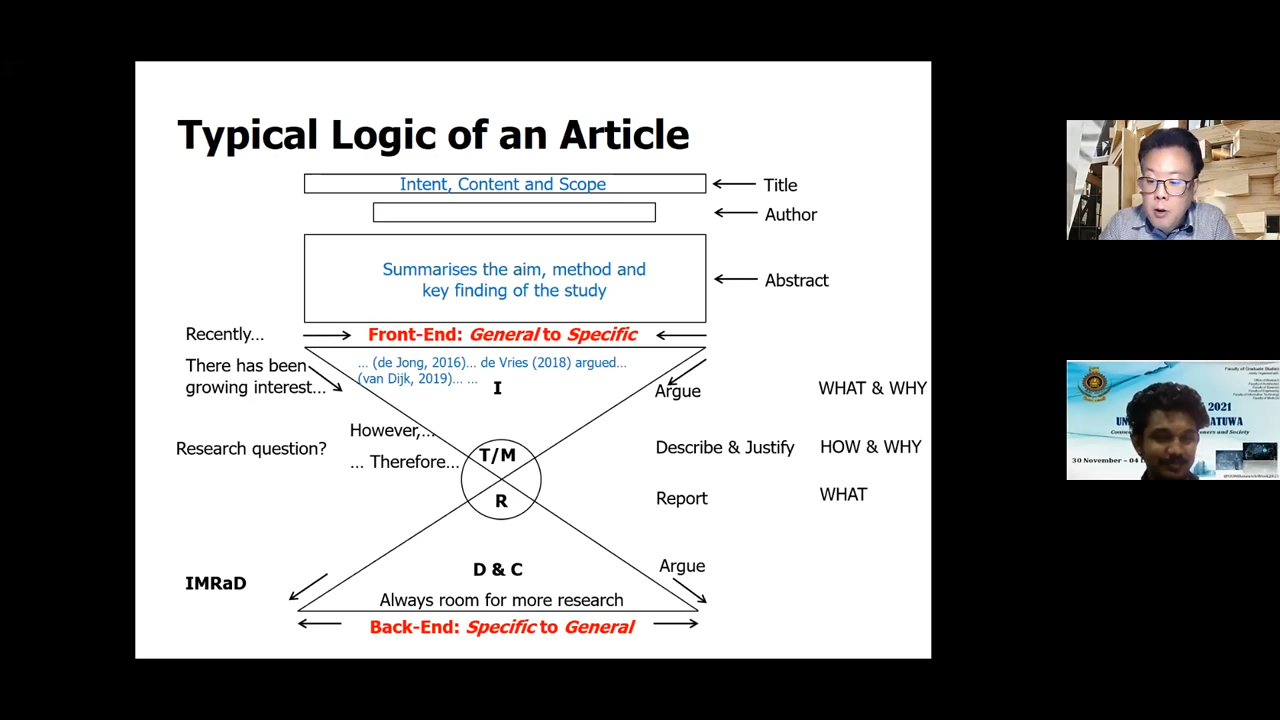 Typical Logic of an Article
Intent, Content and Scope
Title
Author
Summarises the aim, method and
key finding of the study
Abstract
Recently…
Front-End: General to Specific
There has been
growing interest…
… (de Jong, 2016)… de Vries (2018) argued…
(van Dijk, 2019)… …
I
Argue
WHAT & WHY
Research question?
However,…
… Therefore…
T/M
Describe & Justify
HOW & WHY
R
Report
WHAT
IMRaD
D & C
Argue
Always room for more research
Back-End: Specific to General
Faculty of Graduate Studies
2021
30 November – 04